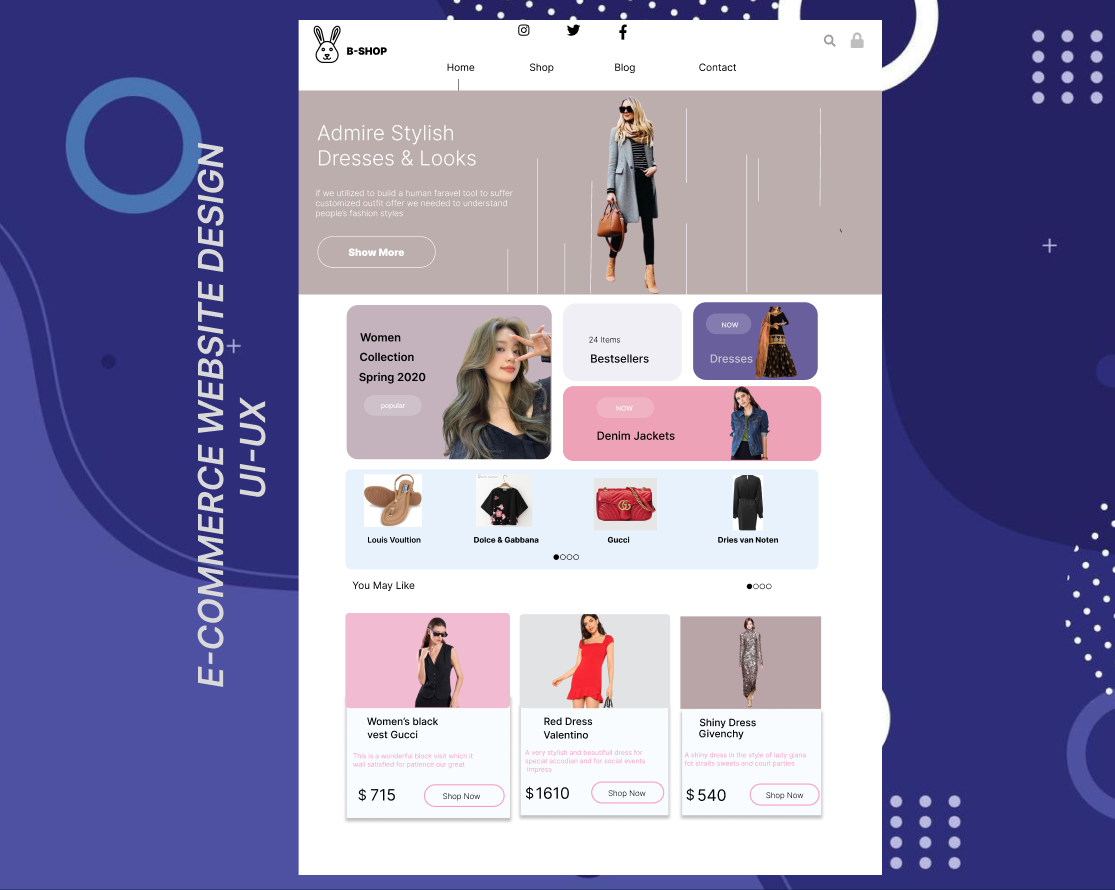 E-COMMERCE WEBSITE DESIGN
UI-UX
B-SHOP
Home Shop Blog Contact
Admire Stylish
Dresses & Looks
If we utilized to build a human faravel tool to suffer
customized outfit offer we needed to understand
people's fashion styles
Show More
Women
Collection
Spring 2020
popular
24 Items
Bestsellers
NOW
Dresses
NOW
Denim Jackets
Louis Voultion
Dolce & Gabbana
Gucci
Dries van Noten
You May Like
Women's black
vest Gucci
This is a wonderful black visit which it
wall satisfied for patience our great
$ 715
Shop Now
Red Dress
Valentino
A very stylish and beautifull dress for
special accodian and for social events
impress
$1610
Shop Now
Shiny Dress
Givenchy
A shiny dress in the style of lady giana
fot straits sweets and court parties
$ 540
Shop Now